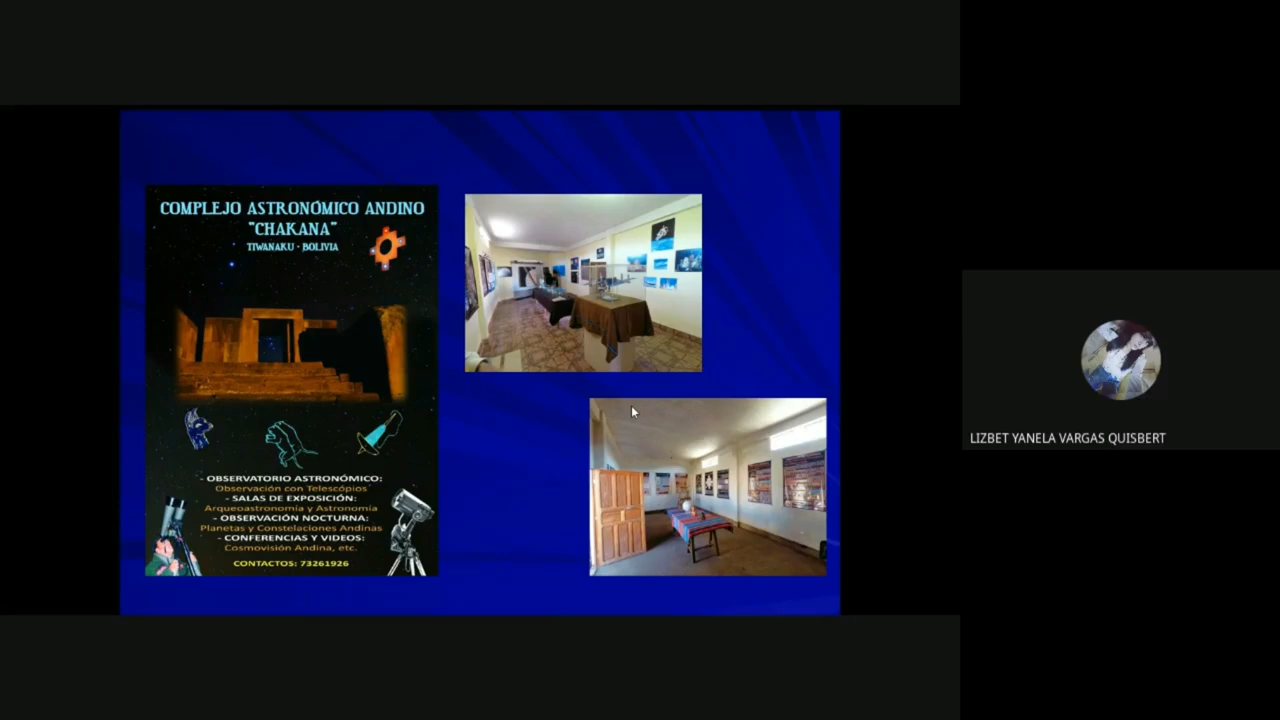 COMPLEJO ASTRONÓMICO ANDINO
"CHAKANA"
TIWANAKU - BOLIVIA
- OBSERVATORIO ASTRONÓMICO:
Observación con Telescópios
- SALAS DE EXPOSICIÓN:
Arqueoastronomía y Astronomía
- OBSERVACIÓN NOCTURNA:
Planetas y Constelaciones Andinas
- CONFERENCIAS Y VIDEOS:
Cosmovisión Andina, etc.
CONTACTOS: 73261926
LIZBET YANELA VARGAS QUISBERT